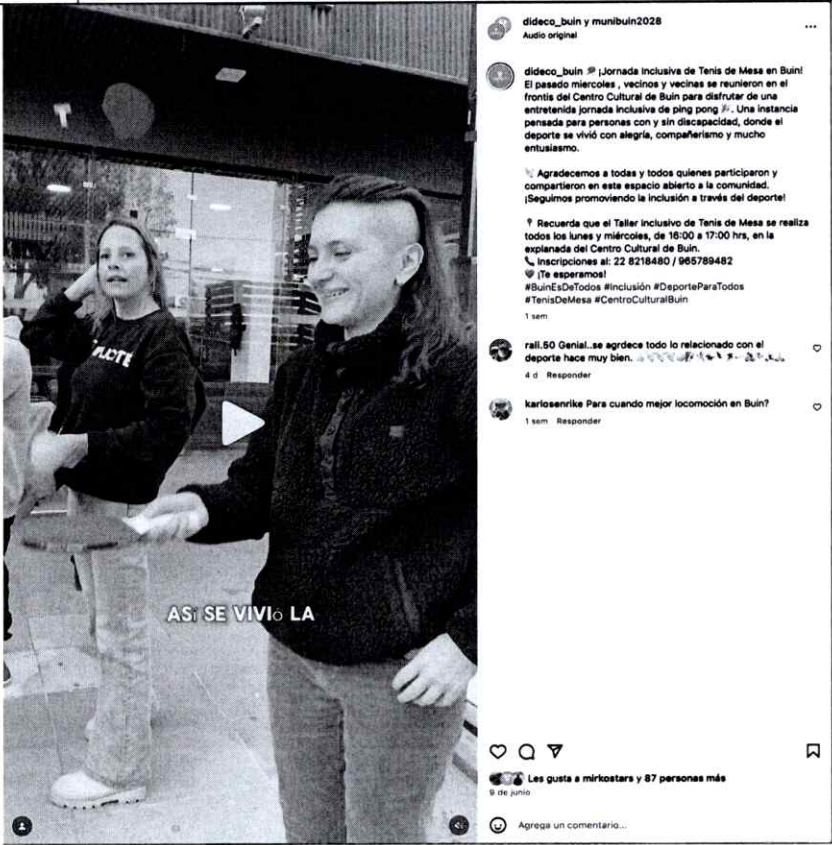 dideco_buin y munibuin2028
Audio original
dideco_buin ¡Jornada Inclusiva de Tenis de Mesa en Buin!
El pasado miercoles , vecinos y vecinas se reunieron en el
frontis del Centro Cultural de Buin para disfrutar de una
entretenida jornada inclusiva de ping pong . Una instancia
pensada para personas con y sin discapacidad, donde el
deporte se vivió con alegría, compañerismo y mucho
entusiasmo.
Agradecemos a todas y todos quienes participaron y
compartieron en este espacio abierto a la comunidad.
¡Seguimos promoviendo la inclusión a través del deporte!
Recuerda que el Taller Inclusivo de Tenis de Mesa se realiza
todos los lunes y miércoles, de 16:00 a 17:00 hrs, en la
explanada del Centro Cultural de Buin.
Inscripciones al: 22 8218480 / 965789482
¡Te esperamos!
#BuinEsDeTodos #Inclusión #DeporteParaTodos
#TenisDeMesa #CentroCulturalBuin
1 sem
rali.50 Genial..se agrdece todo lo relacionado con el
deporte hace muy bien.
4 d Responder
karlosenrike Para cuando mejor locomoción en Buin?
1 sem Responder
ASí SE VIVIó LA
Les gusta a mirkostars y 87 personas más
9 de junio
Agrega un comentario...